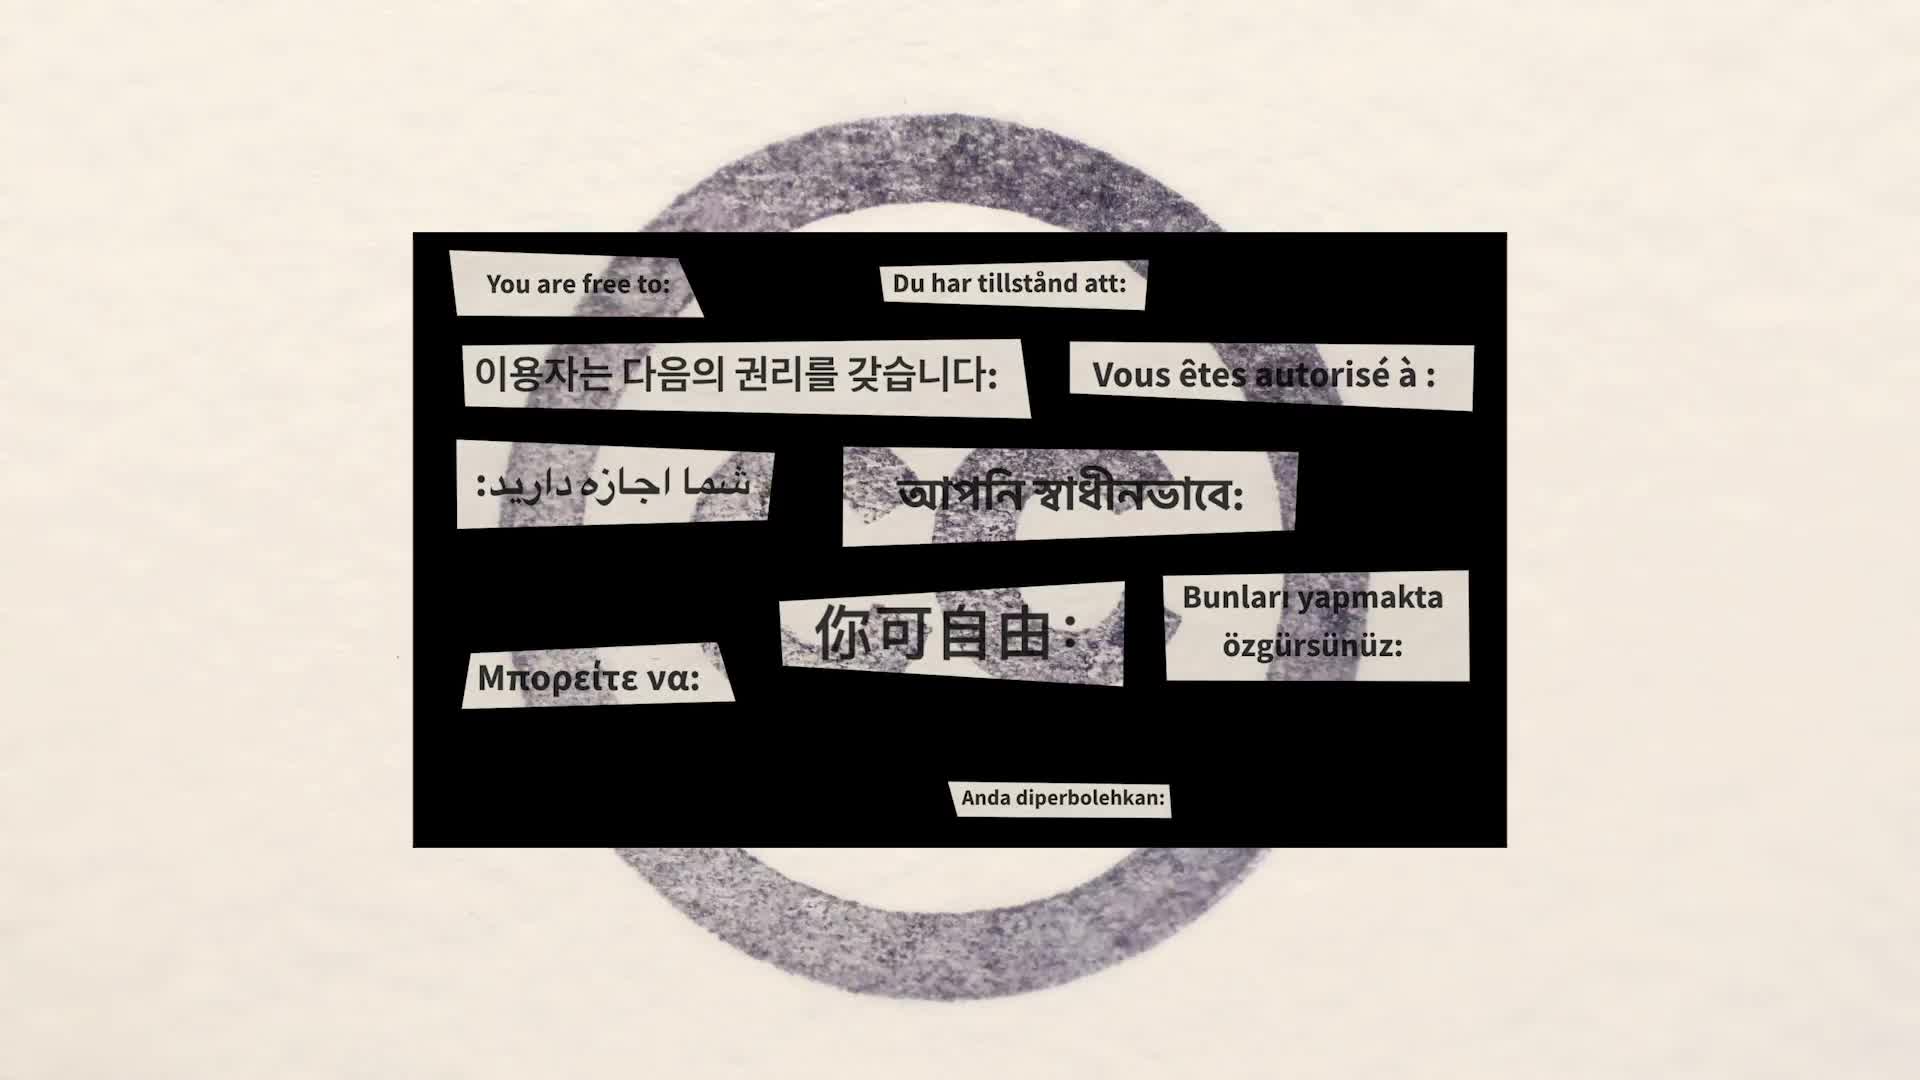 You are free to:
Du har tillstånd att:
이용자는 다음의 권리를 갖습니다:
Vous êtes autorisé à :
شما اجازه دارید:
আপনি স্বাধীনভাবে:
你可自由：
Bunları yapmakta
özgürsünüz:
Μπορείτε να:
Anda diperbolehkan: